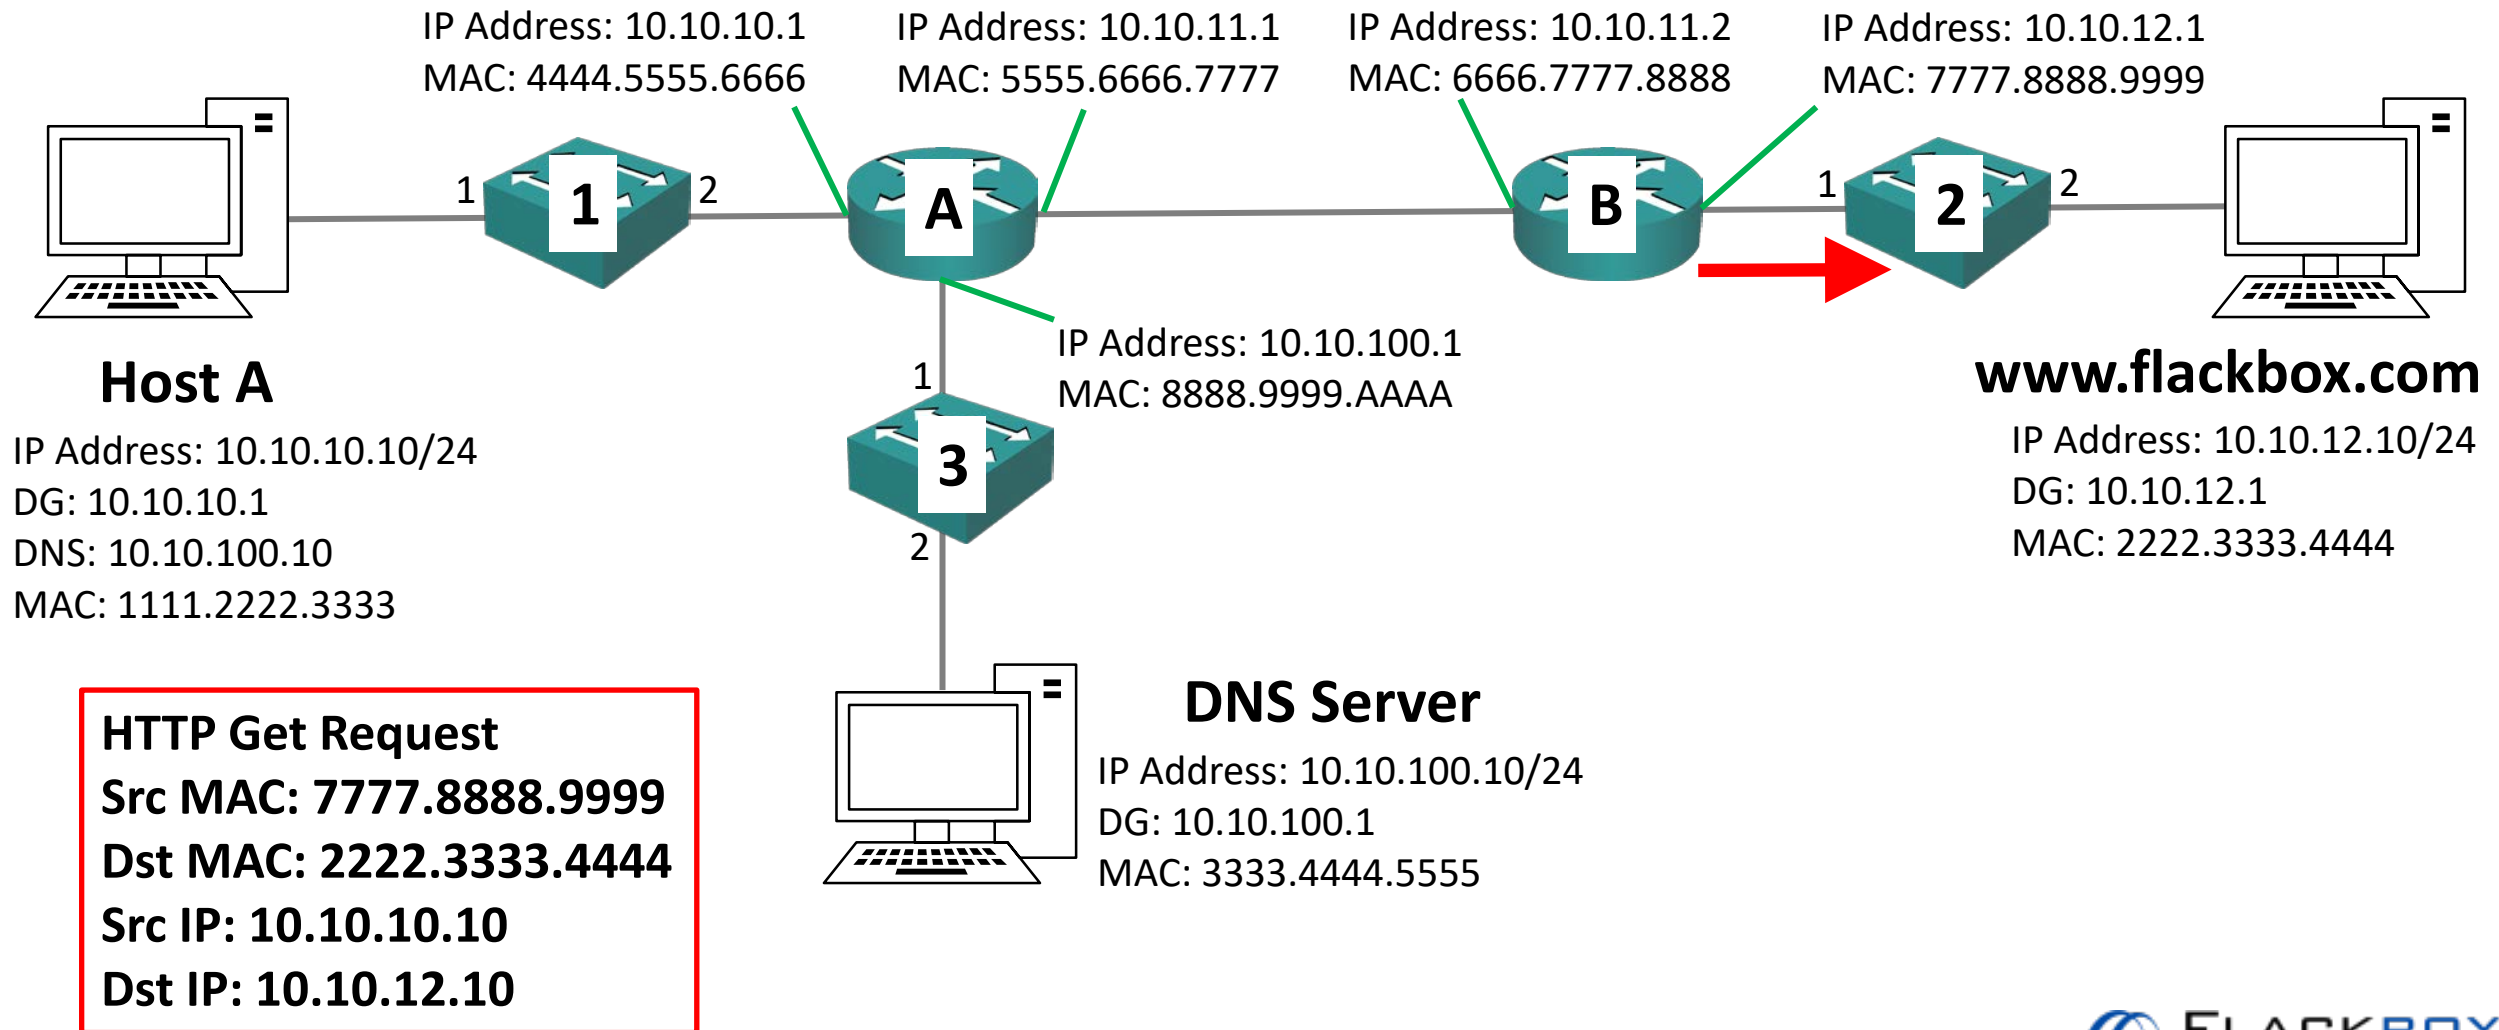 IP Address: 10.10.10.1
MAC: 4444.5555.6666
IP Address: 10.10.11.1
MAC: 5555.6666.7777
IP Address: 10.10.11.2
MAC: 6666.7777.8888
IP Address: 10.10.12.1
MAC: 7777.8888.9999
1
1
2
A
B
1
2
2
IP Address: 10.10.100.1
MAC: 8888.9999.AAAA
1
3
2
Host A
IP Address: 10.10.10.10/24
DG: 10.10.10.1
DNS: 10.10.100.10
MAC: 1111.2222.3333
www.flackbox.com
IP Address: 10.10.12.10/24
DG: 10.10.12.1
MAC: 2222.3333.4444
HTTP Get Request
Src MAC: 7777.8888.9999
Dst MAC: 2222.3333.4444
Src IP: 10.10.10.10
Dst IP: 10.10.12.10
DNS Server
IP Address: 10.10.100.10/24
DG: 10.10.100.1
MAC: 3333.4444.5555
FLACKBOX